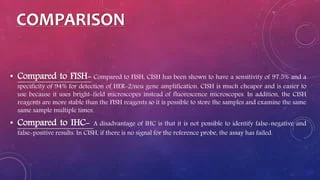 COMPARISON
• Compared to FISH- Compared to FISH, CISH has been shown to have a sensitivity of 97.5% and a
specificity of 94% for detection of HER-2/neu gene amplification. CISH is much cheaper and is easier to
use because it uses bright-field microscopes instead of fluorescence microscopes. In addition, the CISH
reagents are more stable than the FISH reagents so it is possible to store the samples and examine the same
same sample multiple times.
• Compared to IHC- A disadvantage of IHC is that it is not possible to identify false-negative and
false-positive results. In CISH, if there is no signal for the reference probe, the assay has failed.